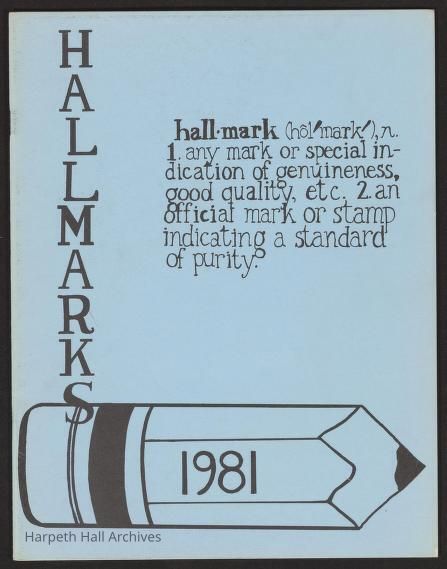 HALLMARKS
hall·mark (hôl′mark′), n.
1. any mark or special in-
dication of genuineness,
good quality, etc. 2. an
official mark or stamp
indicating a standard
of purity.
1981
Harpeth Hall Archives